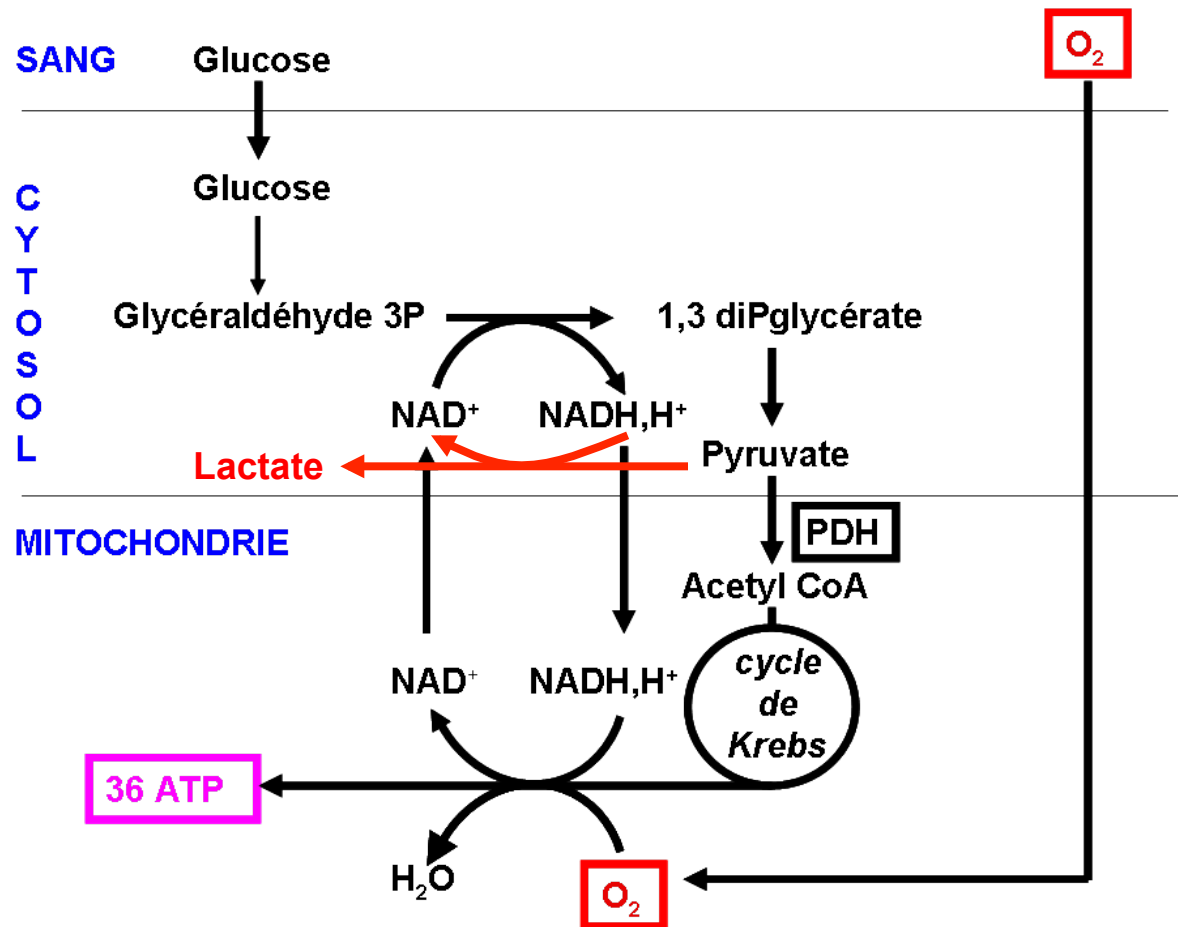 SANG Glucose O₂
Glucose
CYTOSOL
Glycéraldéhyde 3P 1,3 diPglycérate
NAD⁺ NADH,H⁺
Lactate Pyruvate
MITOCHONDRIE PDH
Acetyl CoA
NAD⁺ NADH,H⁺ cycle
de
Krebs
36 ATP
H₂O O₂